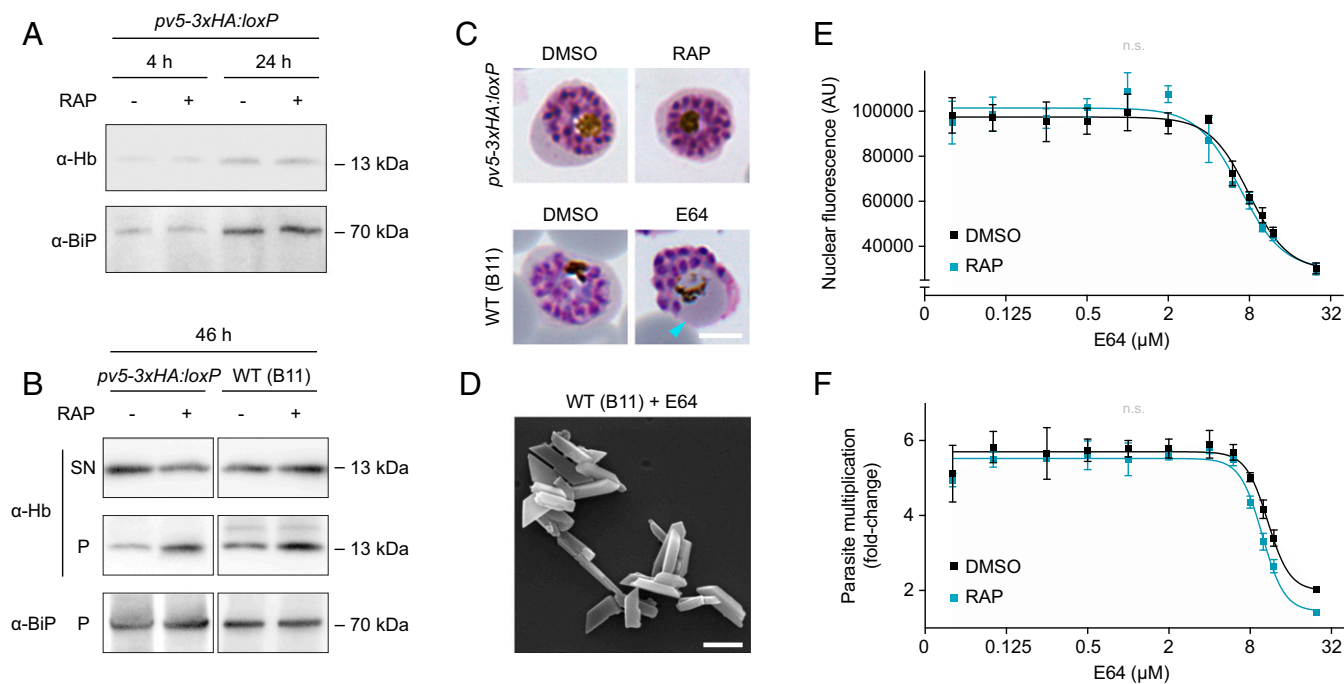 A
pv5-3xHA:loxP
4 h 24 h
RAP - + - +
α-Hb – 13 kDa
α-BiP – 70 kDa
B
46 h
pv5-3xHA:loxP WT (B11)
RAP - + - +
SN – 13 kDa
α-Hb
P – 13 kDa
α-BiP P – 70 kDa
C
DMSO RAP
pv5-3xHA:loxP
DMSO E64
WT (B11)
D
WT (B11) + E64
E
n.s.
Nuclear fluorescence (AU)
100000
80000
60000
40000
DMSO
RAP
0 0.125 0.5 2 8 32
E64 (μM)
F
n.s.
Parasite multiplication
(fold-change)
6
4
2
DMSO
RAP
0 0.125 0.5 2 8 32
E64 (μM)